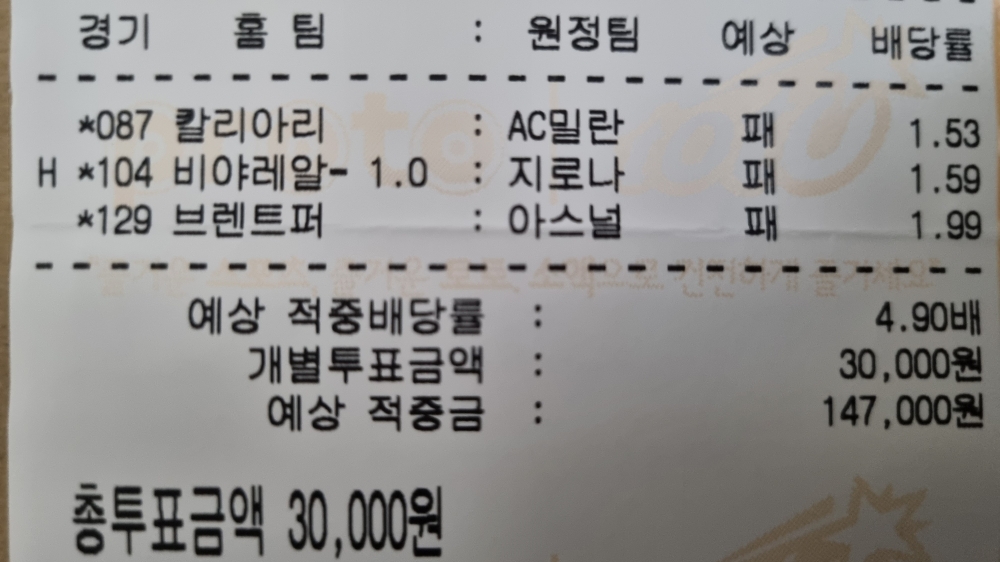 경기 홈 팀 : 원정팀 예상 배당률
*087 칼리아리 : AC밀란 패 1.53
H *104 비야레알- 1.0 : 지로나 패 1.59
*129 브렌트퍼 : 아스널 패 1.99
예상 적중배당률 : 4.90배
개별투표금액 : 30,000원
예상 적중금 : 147,000원
총투표금액 30,000원